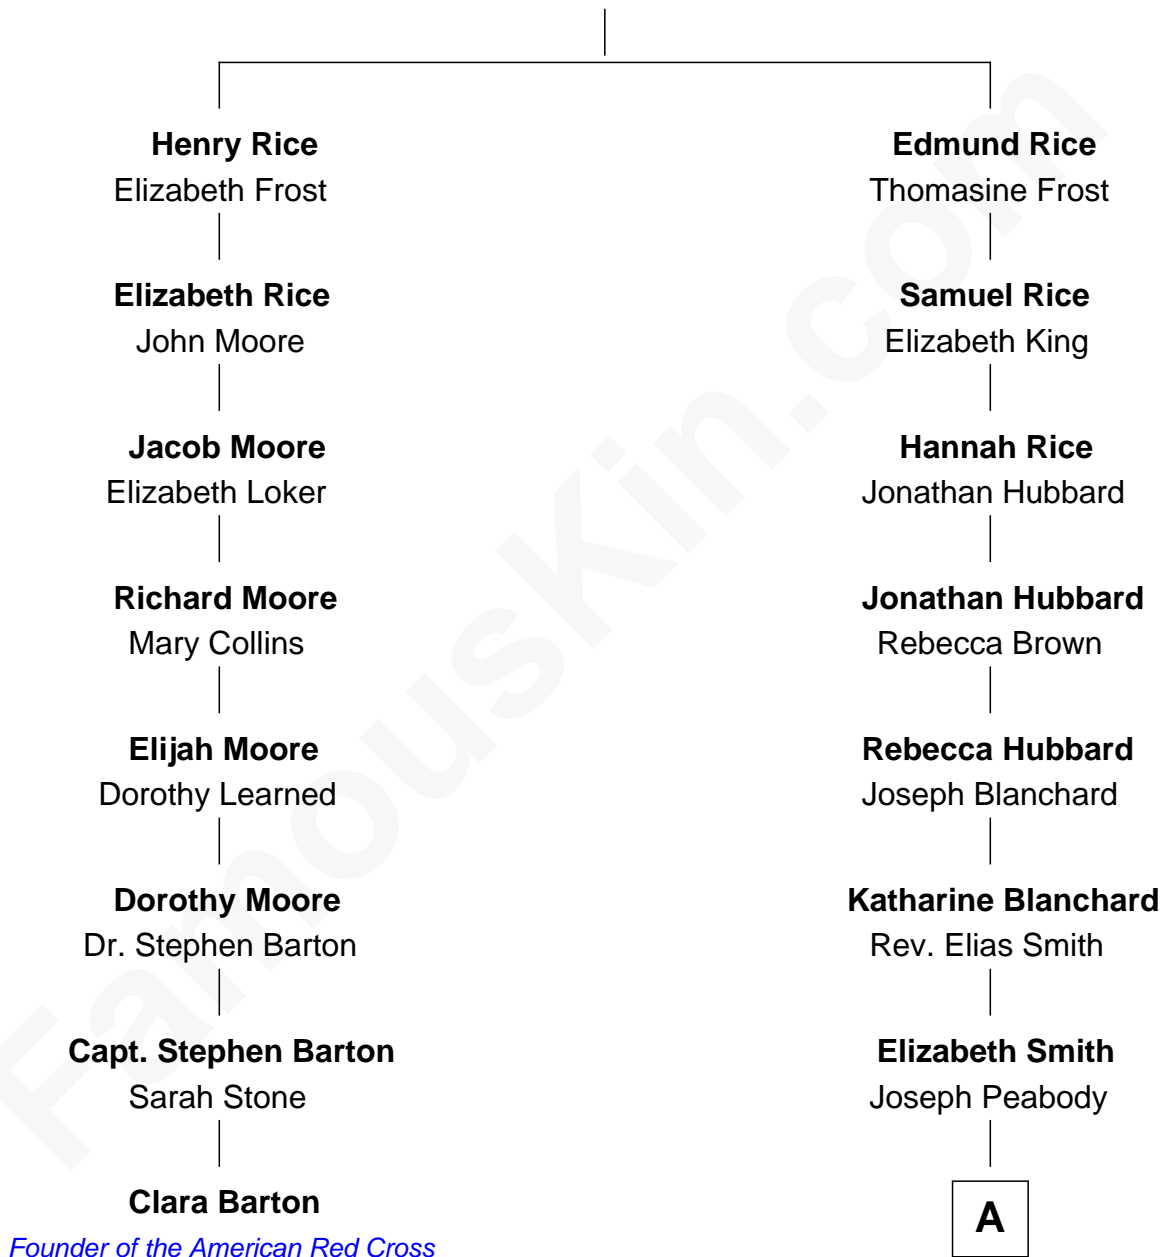 Henry Rice
Elizabeth Frost
Elizabeth Rice
John Moore
Jacob Moore
Elizabeth Loker
Richard Moore
Mary Collins
Elijah Moore
Dorothy Learned
Dorothy Moore
Dr. Stephen Barton
Capt. Stephen Barton
Sarah Stone
Clara Barton
Founder of the American Red Cross
Edmund Rice
Thomasine Frost
Samuel Rice
Elizabeth King
Hannah Rice
Jonathan Hubbard
Jonathan Hubbard
Rebecca Brown
Rebecca Hubbard
Joseph Blanchard
Katharine Blanchard
Rev. Elias Smith
Elizabeth Smith
Joseph Peabody
A
FamousKin.com